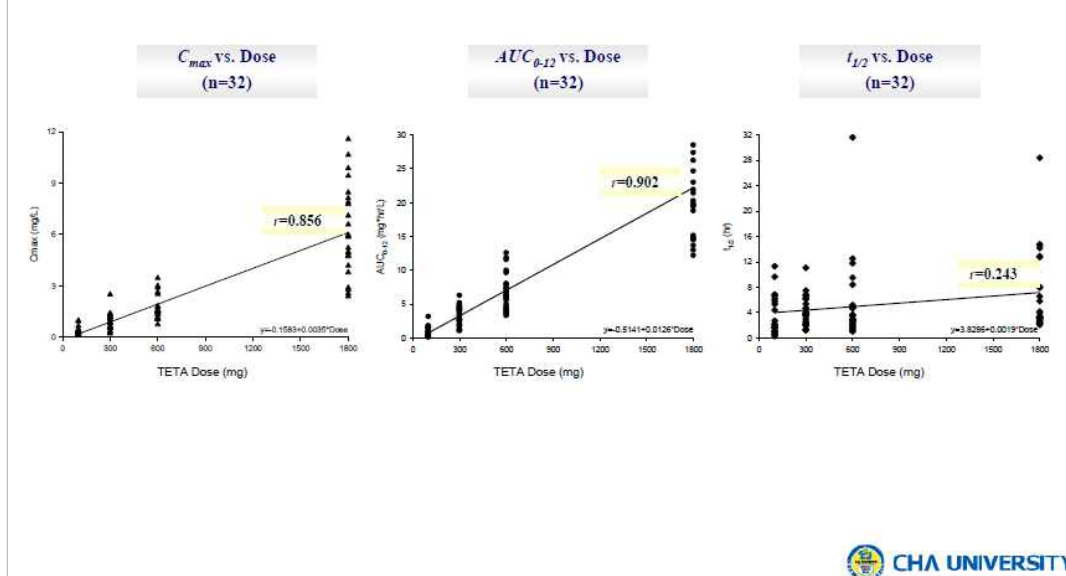 Cmax vs. Dose
(n=32)
AUC0-12 vs. Dose
(n=32)
t1/2 vs. Dose
(n=32)
12
9
6
3
0
Cmax (mg/L)
r=0.856
y=-0.1583+0.0035*Dose
0 300 600 900 1200 1500 1800
TETA Dose (mg)
30
25
20
15
10
5
0
AUC0-12 (mg*hr/L)
r=0.902
y=-0.5141+0.0126*Dose
0 300 600 900 1200 1500 1800
TETA Dose (mg)
32
28
24
20
16
12
8
4
0
t1/2 (hr)
r=0.243
y=3.8286+0.0019*Dose
0 300 600 900 1200 1500 1800
TETA Dose (mg)
CHA UNIVERSITY